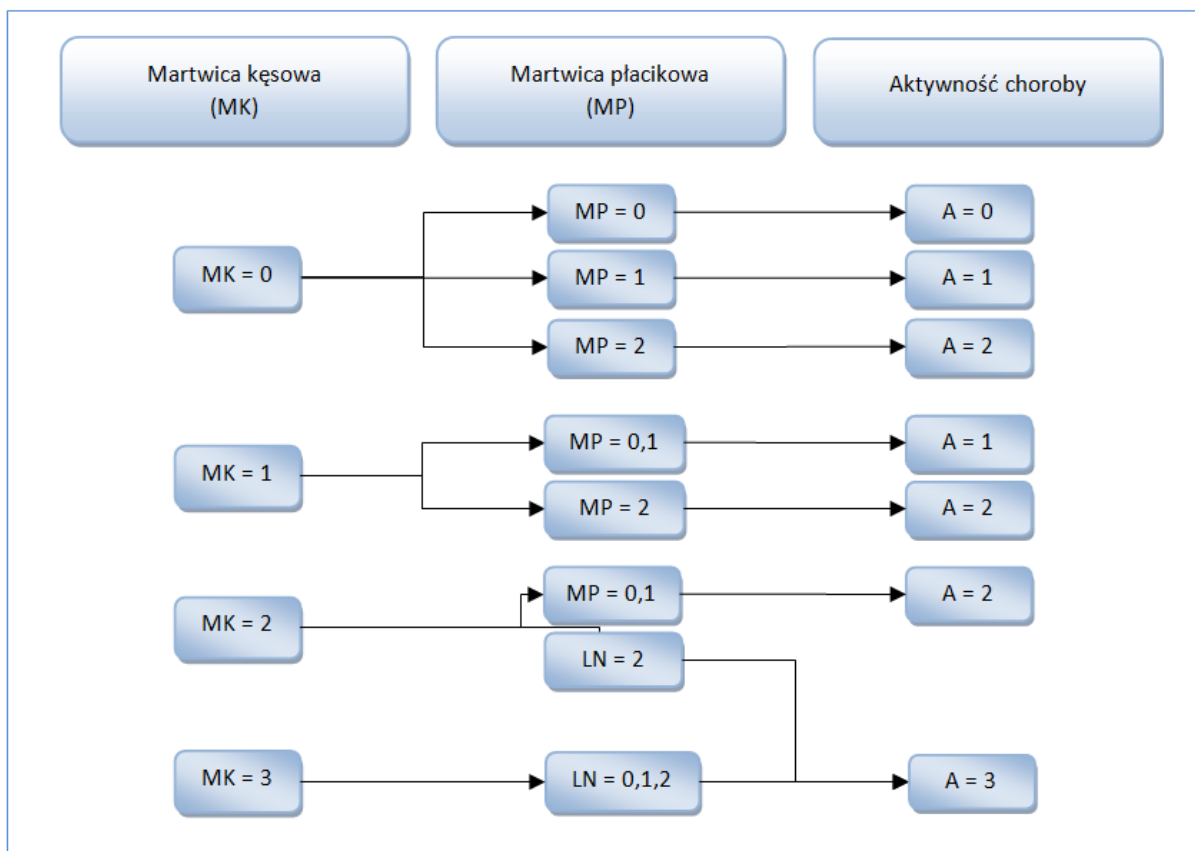 Martwica kęsowa
(MK)
Martwica płacikowa
(MP)
Aktywność choroby
MK = 0
MP = 0
A = 0
MP = 1
A = 1
MP = 2
A = 2
MK = 1
MP = 0,1
A = 1
MP = 2
A = 2
MK = 2
MP = 0,1
A = 2
LN = 2
MK = 3
LN = 0,1,2
A = 3